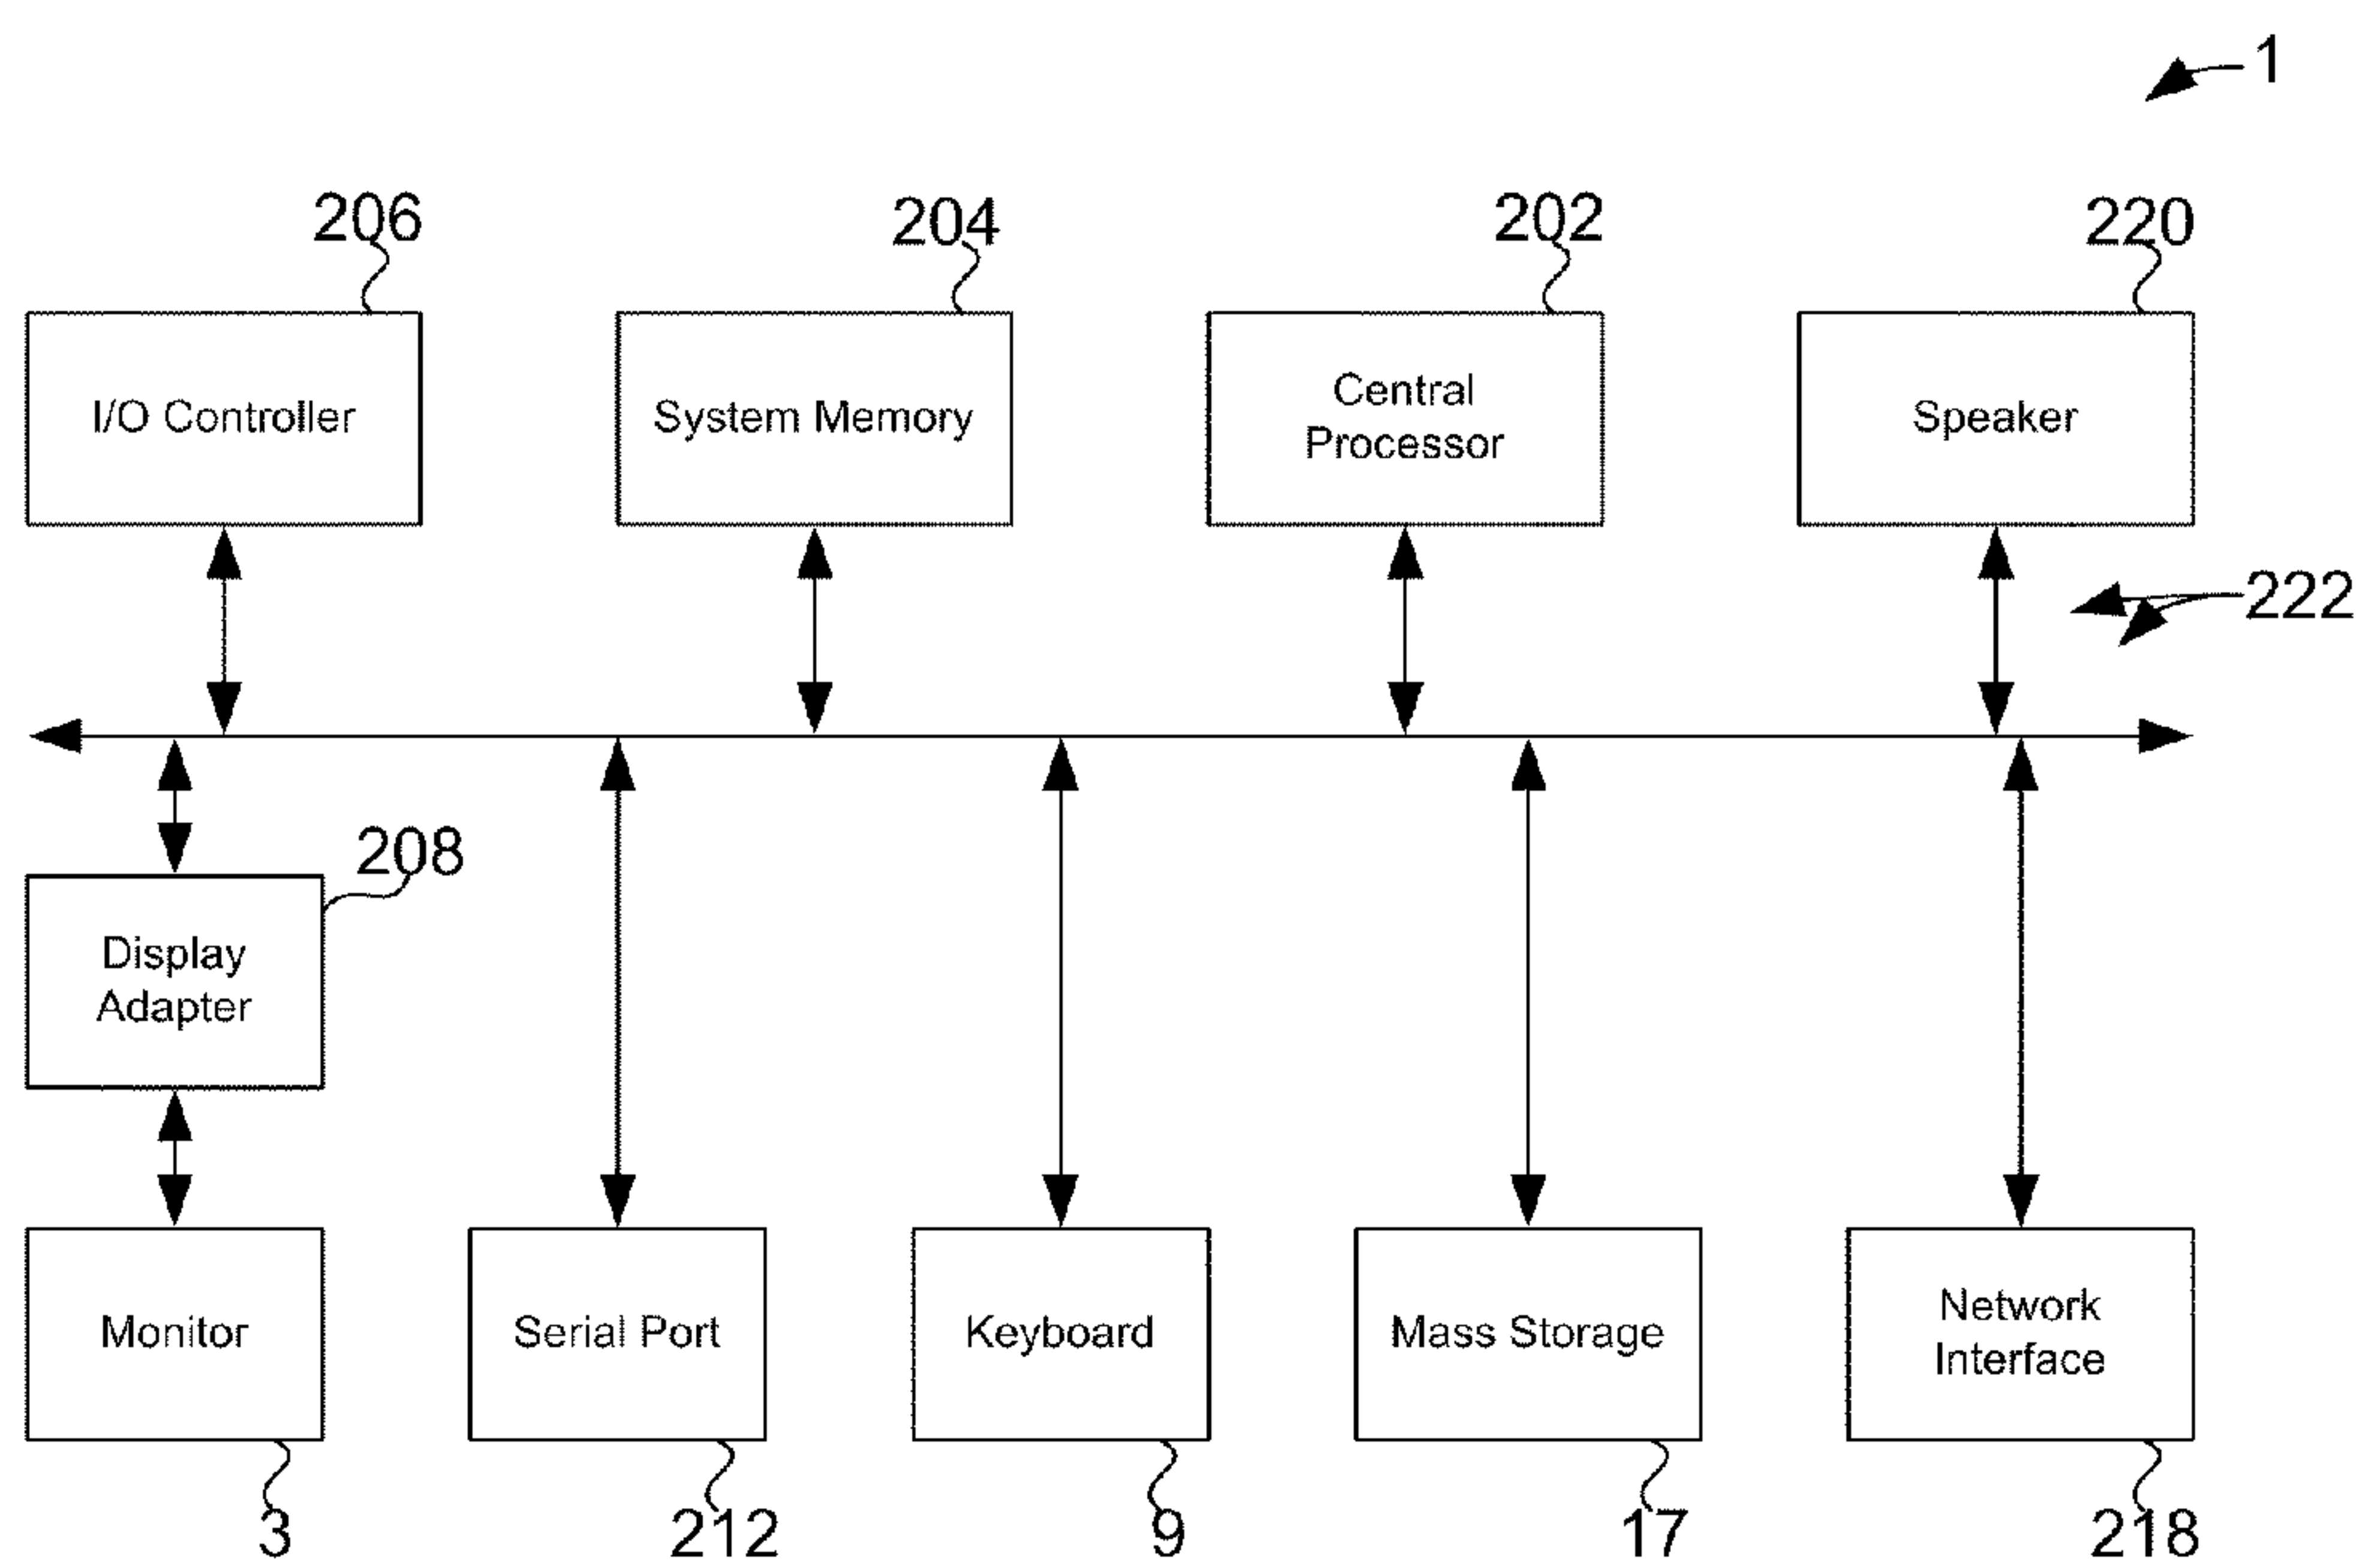 1
206
204
202
220
I/O Controller
System Memory
Central
Processor
Speaker
222
208
Display
Adapter
Monitor
Serial Port
Keyboard
Mass Storage
Network
Interface
3
212
9
17
218